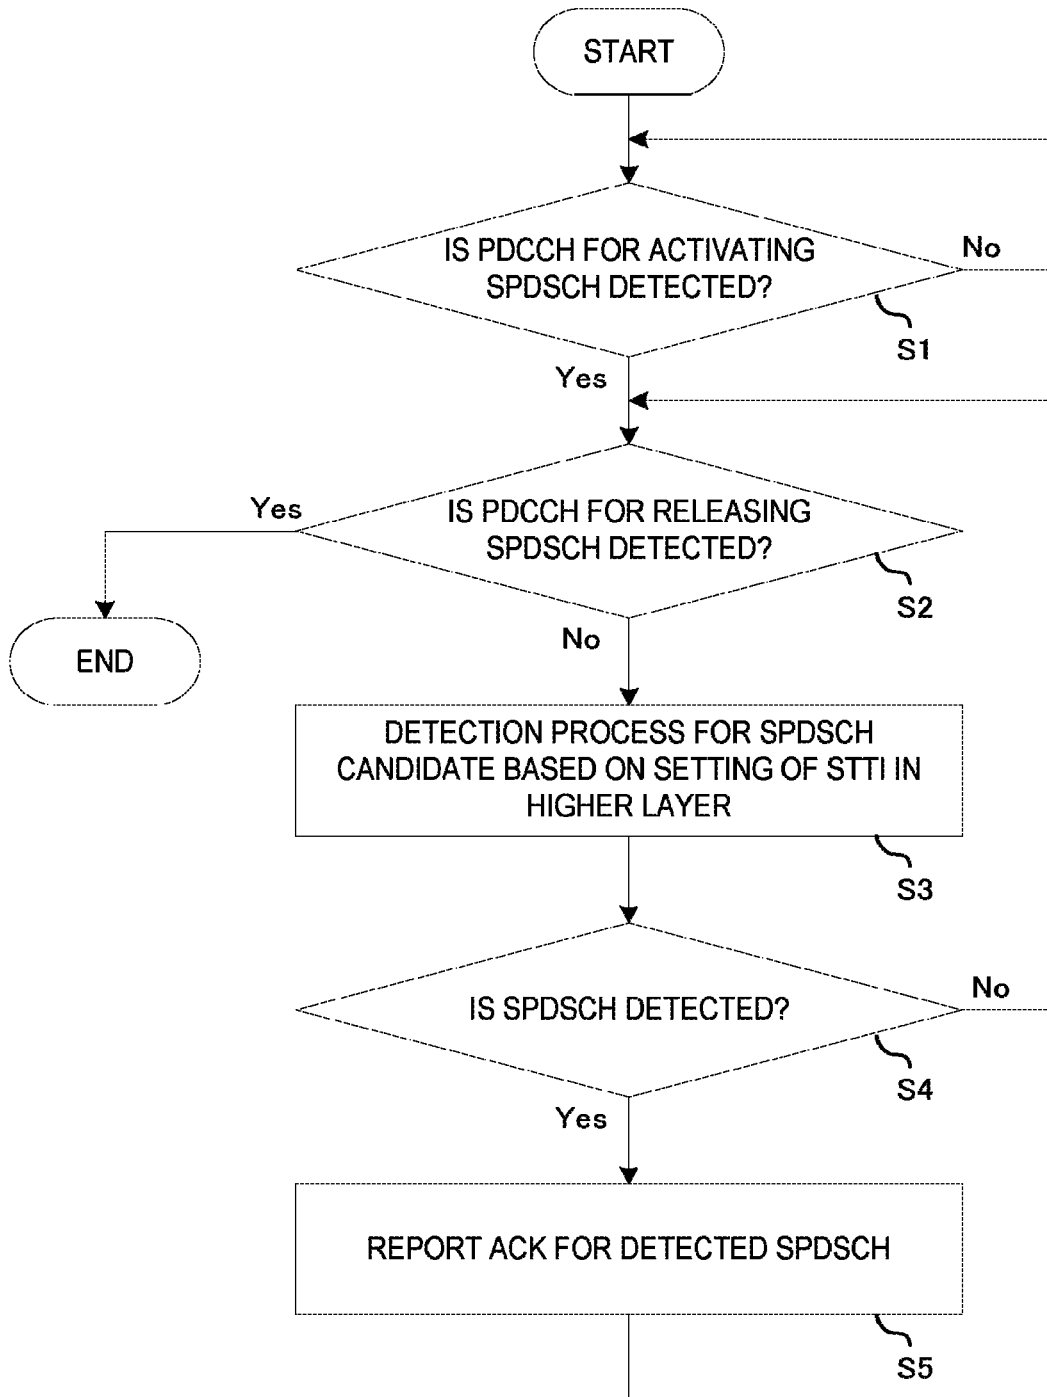 START
IS PDCCH FOR ACTIVATING
SPDSCH DETECTED?
No
S1
Yes
IS PDCCH FOR RELEASING
SPDSCH DETECTED?
Yes
S2
END
No
DETECTION PROCESS FOR SPDSCH
CANDIDATE BASED ON SETTING OF STTI IN
HIGHER LAYER
S3
IS SPDSCH DETECTED?
No
S4
Yes
REPORT ACK FOR DETECTED SPDSCH
S5